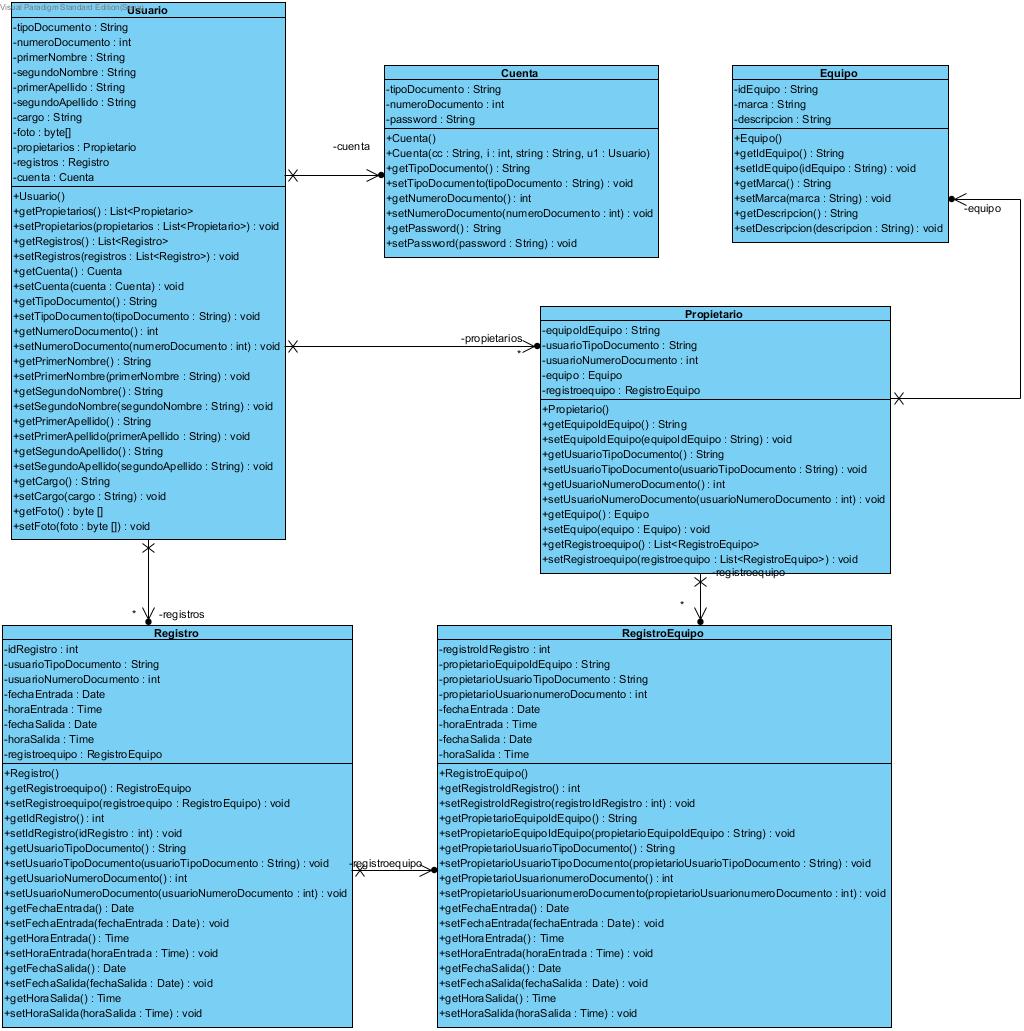 Visual Paradigm Standard Edition
Usuario
-tipoDocumento : String
-numeroDocumento : int
-primerNombre : String
-segundoNombre : String
-primerApellido : String
-segundoApellido : String
-cargo : String
-foto : byte[]
-propietarios : Propietario
-registros : Registro
-cuenta : Cuenta
+Usuario()
+getPropietarios() : List<Propietario>
+setPropietarios(propietarios : List<Propietario>) : void
+getRegistros() : List<Registro>
+setRegistros(registros : List<Registro>) : void
+getCuenta() : Cuenta
+setCuenta(cuenta : Cuenta) : void
+getTipoDocumento() : String
+setTipoDocumento(tipoDocumento : String) : void
+getNumeroDocumento() : int
+setNumeroDocumento(numeroDocumento : int) : void
+getPrimerNombre() : String
+setPrimerNombre(primerNombre : String) : void
+getSegundoNombre() : String
+setSegundoNombre(segundoNombre : String) : void
+getPrimerApellido() : String
+setPrimerApellido(primerApellido : String) : void
+getSegundoApellido() : String
+setSegundoApellido(segundoApellido : String) : void
+getCargo() : String
+setCargo(cargo : String) : void
+getFoto() : byte []
+setFoto(foto : byte []) : void
-cuenta
Cuenta
-tipoDocumento : String
-numeroDocumento : int
-password : String
+Cuenta()
+Cuenta(cc : String, i : int, string : String, u1 : Usuario)
+getTipoDocumento() : String
+setTipoDocumento(tipoDocumento : String) : void
+getNumeroDocumento() : int
+setNumeroDocumento(numeroDocumento : int) : void
+getPassword() : String
+setPassword(password : String) : void
Equipo
-idEquipo : String
-marca : String
-descripcion : String
+Equipo()
+getIdEquipo() : String
+setIdEquipo(idEquipo : String) : void
+getMarca() : String
+setMarca(marca : String) : void
+getDescripcion() : String
+setDescripcion(descripcion : String) : void
-equipo
-propietarios
*
Propietario
-equipoIdEquipo : String
-usuarioTipoDocumento : String
-usuarioNumeroDocumento : int
-equipo : Equipo
-registroequipo : RegistroEquipo
+Propietario()
+getEquipoIdEquipo() : String
+setEquipoIdEquipo(equipoIdEquipo : String) : void
+getUsuarioTipoDocumento() : String
+setUsuarioTipoDocumento(usuarioTipoDocumento : String) : void
+getUsuarioNumeroDocumento() : int
+setUsuarioNumeroDocumento(usuarioNumeroDocumento : int) : void
+getEquipo() : Equipo
+setEquipo(equipo : Equipo) : void
+getRegistroequipo() : List<RegistroEquipo>
+setRegistroequipo(registroequipo : List<RegistroEquipo>) : void
-registroequipo
*
* -registros
Registro
-idRegistro : int
-usuarioTipoDocumento : String
-usuarioNumeroDocumento : int
-fechaEntrada : Date
-horaEntrada : Time
-fechaSalida : Date
-horaSalida : Time
-registroequipo : RegistroEquipo
+Registro()
+getRegistroequipo() : RegistroEquipo
+setRegistroequipo(registroequipo : RegistroEquipo) : void
+getIdRegistro() : int
+setIdRegistro(idRegistro : int) : void
+getUsuarioTipoDocumento() : String
+setUsuarioTipoDocumento(usuarioTipoDocumento : String) : void
+getUsuarioNumeroDocumento() : int
+setUsuarioNumeroDocumento(usuarioNumeroDocumento : int) : void
+getFechaEntrada() : Date
+setFechaEntrada(fechaEntrada : Date) : void
+getHoraEntrada() : Time
+setHoraEntrada(horaEntrada : Time) : void
+getFechaSalida() : Date
+setFechaSalida(fechaSalida : Date) : void
+getHoraSalida() : Time
+setHoraSalida(horaSalida : Time) : void
-registroequipo
RegistroEquipo
-registroIdRegistro : int
-propietarioEquipoIdEquipo : String
-propietarioUsuarioTipoDocumento : String
-propietarioUsuarionumeroDocumento : int
-fechaEntrada : Date
-horaEntrada : Time
-fechaSalida : Date
-horaSalida : Time
+RegistroEquipo()
+getRegistroIdRegistro() : int
+setRegistroIdRegistro(registroIdRegistro : int) : void
+getPropietarioEquipoIdEquipo() : String
+setPropietarioEquipoIdEquipo(propietarioEquipoIdEquipo : String) : void
+getPropietarioUsuarioTipoDocumento() : String
+setPropietarioUsuarioTipoDocumento(propietarioUsuarioTipoDocumento : String) : void
+getPropietarioUsuarionumeroDocumento() : int
+setPropietarioUsuarionumeroDocumento(propietarioUsuarionumeroDocumento : int) : void
+getFechaEntrada() : Date
+setFechaEntrada(fechaEntrada : Date) : void
+getHoraEntrada() : Time
+setHoraEntrada(horaEntrada : Time) : void
+getFechaSalida() : Date
+setFechaSalida(fechaSalida : Date) : void
+getHoraSalida() : Time
+setHoraSalida(horaSalida : Time) : void